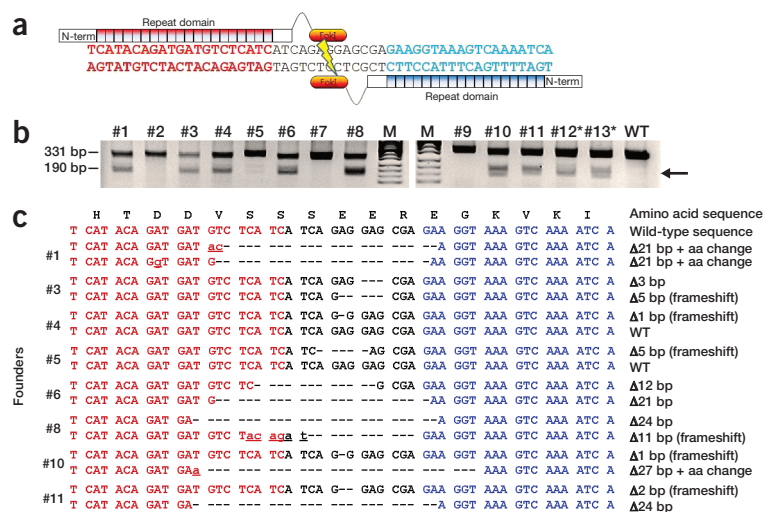 a
Repeat domain
N-term
FokI
TCATACAGATGATGTCTCATCATCAGAGGAGCGAGAAGGTAAAGTCAAAATCA
AGTATGTCTACTACAGAGTAGTAGTCTCCTCGCTCTTCCATTTCAGTTTTAGT
FokI
N-term
Repeat domain
b
#1 #2 #3 #4 #5 #6 #7 #8 M M #9 #10 #11 #12* #13* WT
331 bp
190 bp
c
H T D D V S S S E E R E G K V K I Amino acid sequence
T CAT ACA GAT GAT GTC TCA TCA TCA GAG GAG CGA GAA GGT AAA GTC AAA ATC A Wild-type sequence
Founders
#1
T CAT ACA GAT GAT ac- --- --- --- --- --- --- --A GGT AAA GTC AAA ATC A Δ21 bp + aa change
T CAT ACA GgT GAT G-- --- --- --- --- --- --- -AA GGT AAA GTC AAA ATC A Δ21 bp + aa change
#3
T CAT ACA GAT GAT GTC TCA TCA TCA GAG --- CGA GAA GGT AAA GTC AAA ATC A Δ3 bp
T CAT ACA GAT GAT GTC TCA TCA TCA G-- --- CGA GAA GGT AAA GTC AAA ATC A Δ5 bp (frameshift)
#4
T CAT ACA GAT GAT GTC TCA TCA TCA G-G GAG CGA GAA GGT AAA GTC AAA ATC A Δ1 bp (frameshift)
T CAT ACA GAT GAT GTC TCA TCA TCA GAG GAG CGA GAA GGT AAA GTC AAA ATC A WT
#5
T CAT ACA GAT GAT GTC TCA TCA TC- --- -AG CGA GAA GGT AAA GTC AAA ATC A Δ5 bp (frameshift)
T CAT ACA GAT GAT GTC TCA TCA TCA GAG GAG CGA GAA GGT AAA GTC AAA ATC A WT
#6
T CAT ACA GAT GAT GTC TC- --- --- --- --G CGA GAA GGT AAA GTC AAA ATC A Δ12 bp
T CAT ACA GAT GAT G-- --- --- --- --- --- --- -AA GGT AAA GTC AAA ATC A Δ21 bp
#8
T CAT ACA GAT GA- --- --- --- --- --- --- --- --A GGT AAA GTC AAA ATC A Δ24 bp
T CAT ACA GAT GAT GTC Tac aga t-- --- --- --- GAA GGT AAA GTC AAA ATC A Δ11 bp (frameshift)
#10
T CAT ACA GAT GAT GTC TCA TCA TCA G-G GAG CGA GAA GGT AAA GTC AAA ATC A Δ1 bp (frameshift)
T CAT ACA GAT GAa --- --- --- --- --- --- --- --- --- AAA GTC AAA ATC A Δ27 bp + aa change
#11
T CAT ACA GAT GAT GTC TCA TCA TCA G-- GAG CGA GAA GGT AAA GTC AAA ATC A Δ2 bp (frameshift)
T CAT ACA GAT GA- --- --- --- --- --- --- --- --A GGT AAA GTC AAA ATC A Δ24 bp